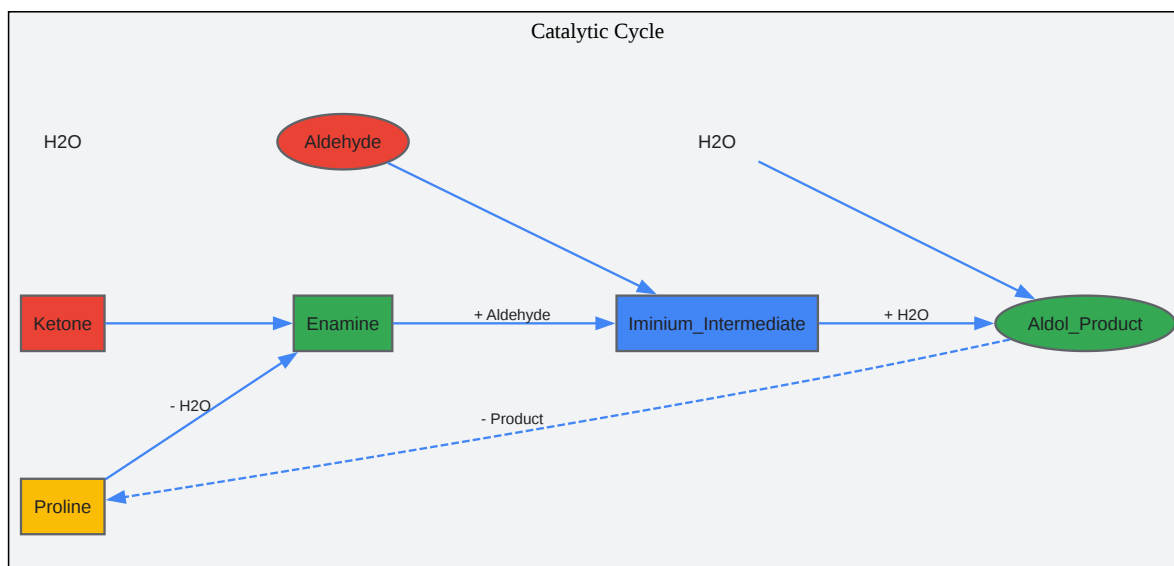 Catalytic Cycle
H2O
Aldehyde
H2O
Ketone
Enamine
+ Aldehyde
Iminium_Intermediate
+ H2O
Aldol_Product
- H2O
- Product
Proline